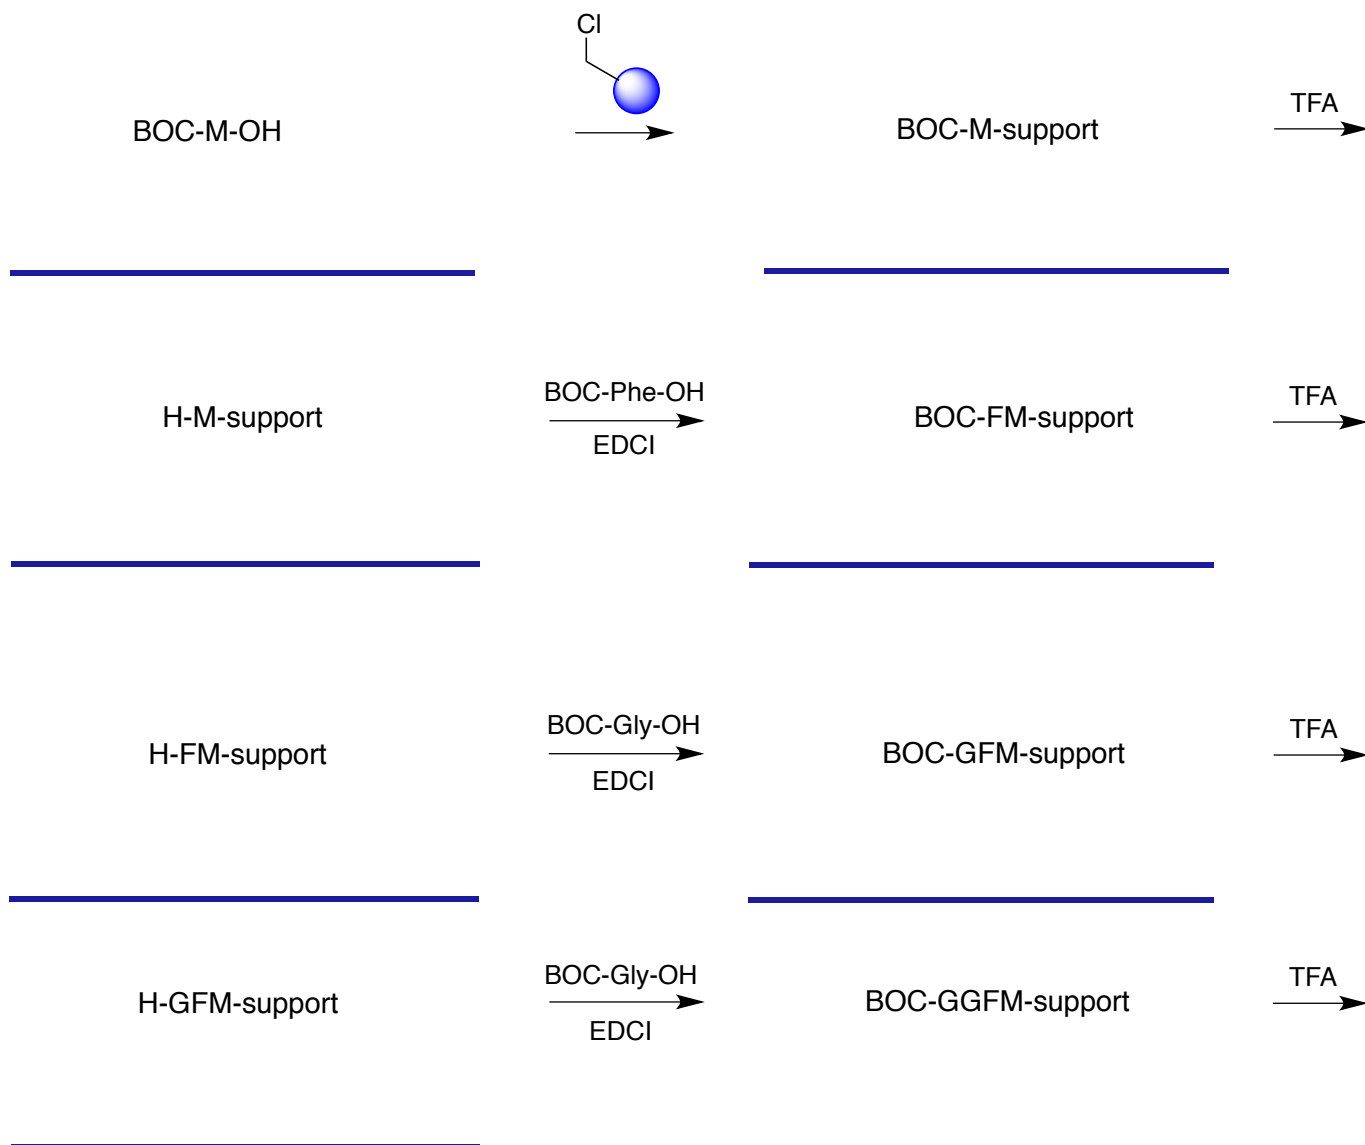 Cl
BOC-M-OH
BOC-M-support
TFA
H-M-support
BOC-Phe-OH
EDCI
BOC-FM-support
TFA
H-FM-support
BOC-Gly-OH
EDCI
BOC-GFM-support
TFA
H-GFM-support
BOC-Gly-OH
EDCI
BOC-GGFM-support
TFA